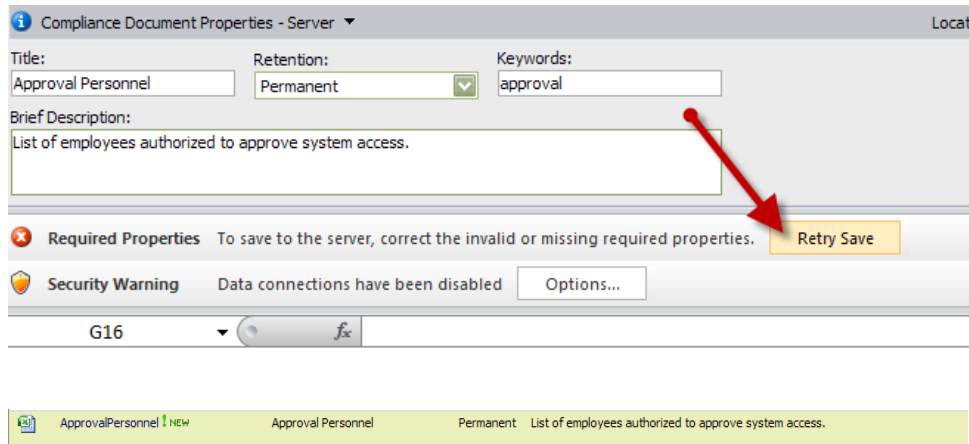 Compliance Document Properties - Server
Locat
Title:
Retention:
Keywords:
Approval Personnel
Permanent
approval
Brief Description:
List of employees authorized to approve system access.
Required Properties To save to the server, correct the invalid or missing required properties. Retry Save
Security Warning Data connections have been disabled Options...
G16 fx
ApprovalPersonnel ! NEW Approval Personnel Permanent List of employees authorized to approve system access.